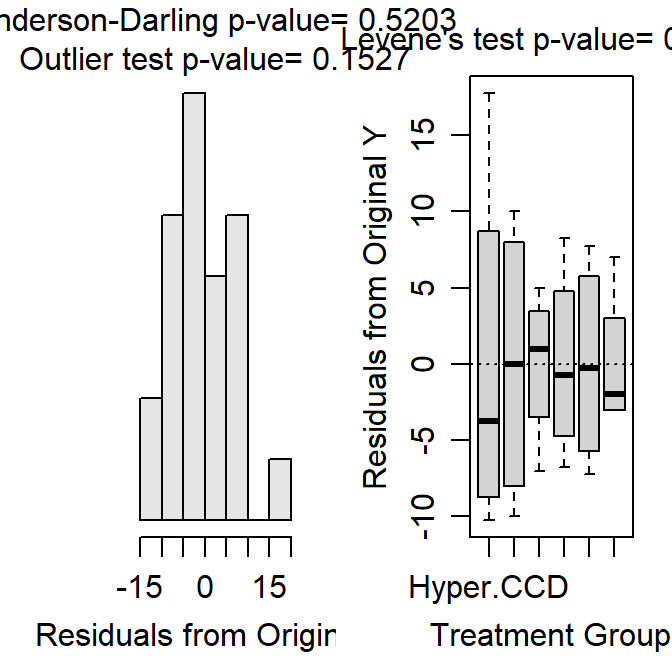 nderson-Darling p-value= 0.5203
Outlier test p-value= 0.1527
-15 0 15
Residuals from Origin
Levene's test p-value= 0
Residuals from Original Y
15
10
5
0
-5
-10
Hyper.CCD
Treatment Group